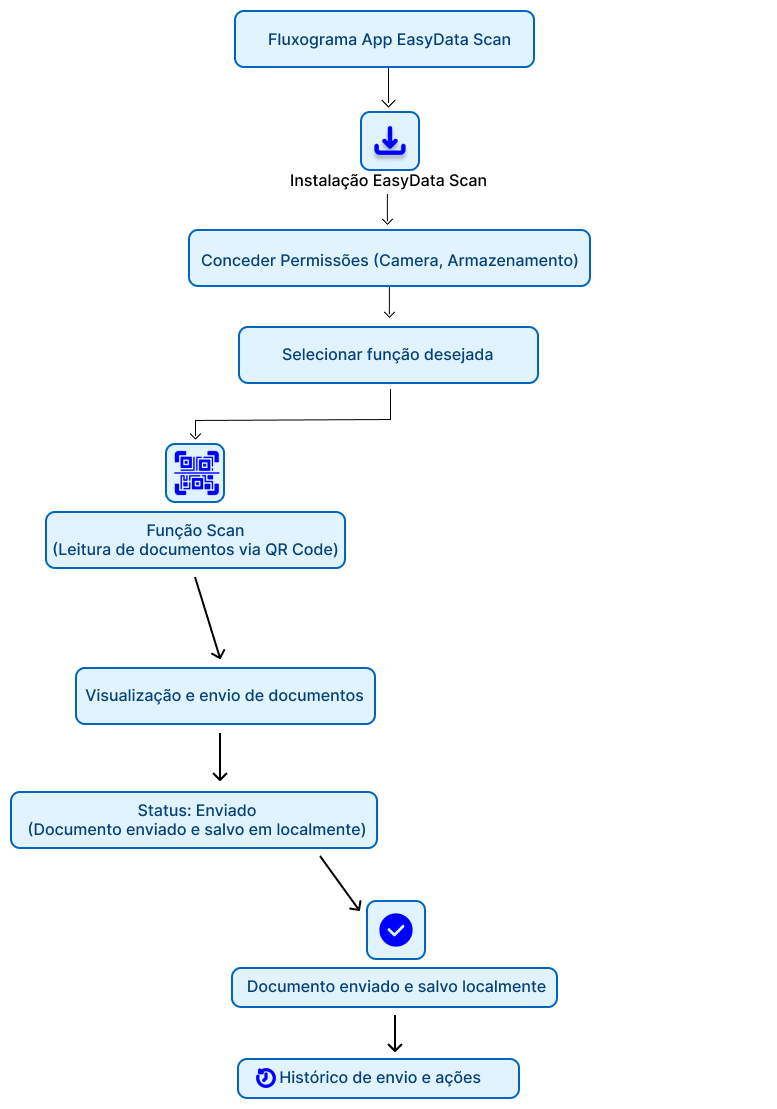 Fluxograma App EasyData Scan
Instalação EasyData Scan
Conceder Permissões (Camera, Armazenamento)
Selecionar função desejada
Função Scan
(Leitura de documentos via QR Code)
Visualização e envio de documentos
Status: Enviado
(Documento enviado e salvo em localmente)
Documento enviado e salvo localmente
Histórico de envio e ações